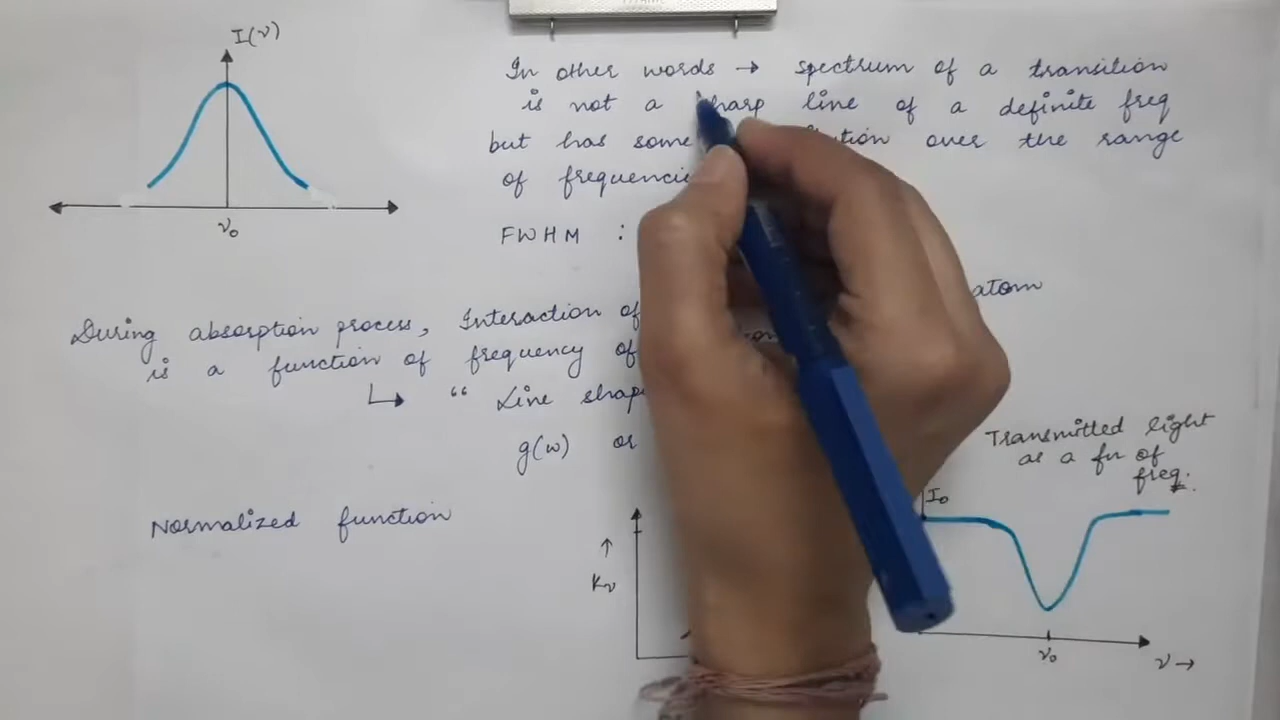 I(ν)
ν₀
In other words → spectrum of a transition
is not a sharp line of a definite freq
but has some over the range
of
FWHM :
During absorption process, Interaction of atom
is a function of frequency of
↳ " Line
g(ω) or
Normalized function
↑
Kν
Transmitted light
as a fn of
freq.
I₀
ν₀
ν →